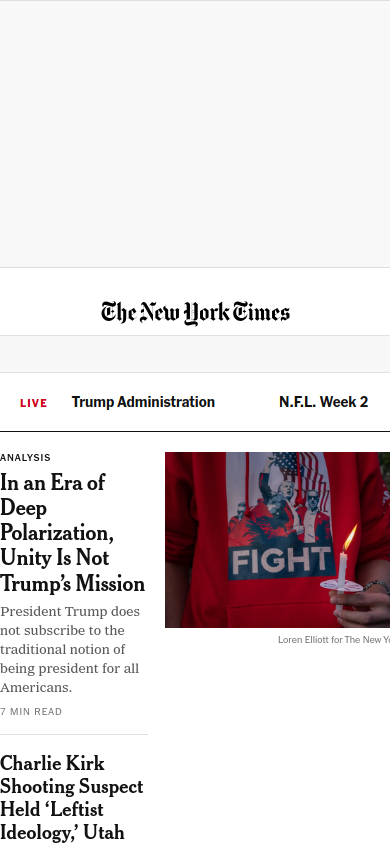 The New York Times
LIVE Trump Administration N.F.L. Week 2
ANALYSIS
In an Era of
Deep
Polarization,
Unity Is Not
Trump’s Mission
President Trump does
not subscribe to the
traditional notion of
being president for all
Americans.
7 MIN READ
FIGHT
Loren Elliott for The New Yo
Charlie Kirk
Shooting Suspect
Held ‘Leftist
Ideology,’ Utah